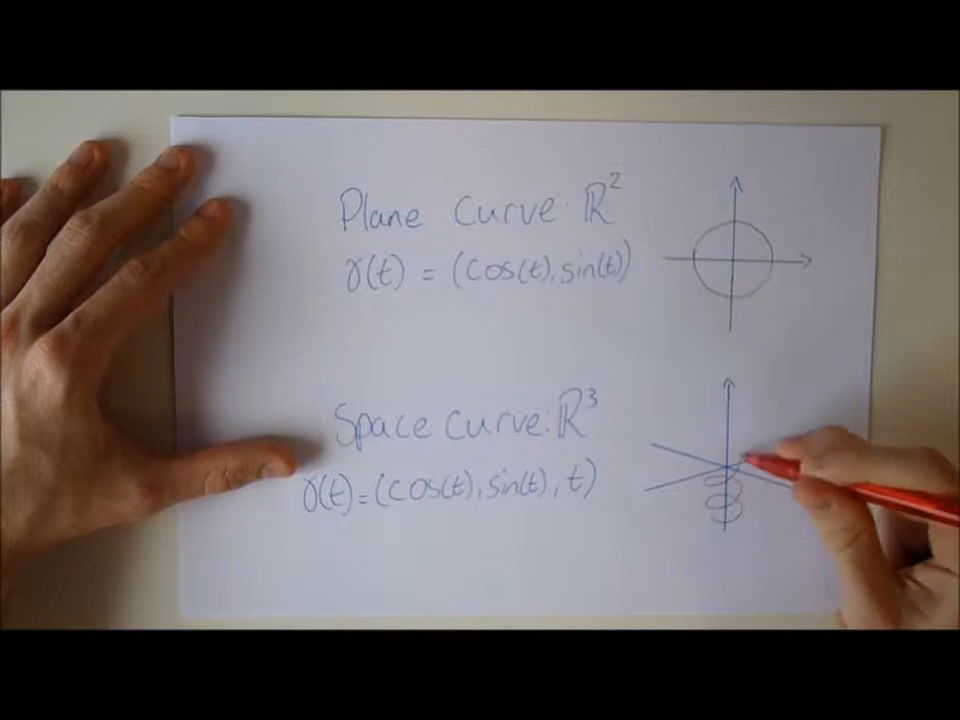 Plane Curve: ℝ²
γ(t) = (cos(t), sin(t))
Space Curve: ℝ³
γ(t) = (cos(t), sin(t), t)